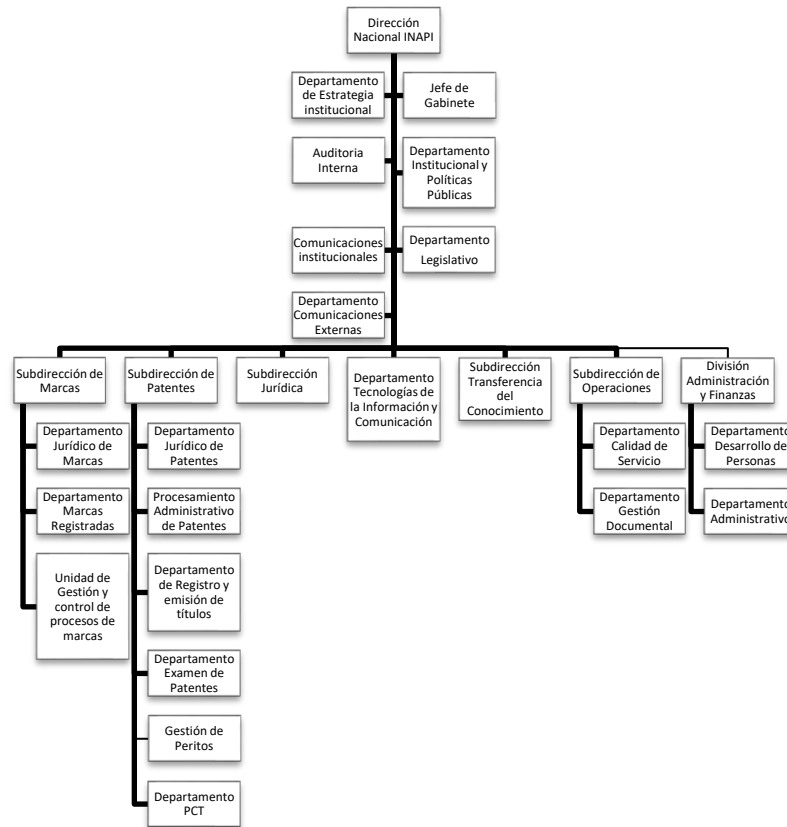 Dirección
Nacional INAPI
Departamento
de Estrategia
institucional
Jefe de
Gabinete
Auditoria
Interna
Departamento
Institucional y
Políticas
Públicas
Comunicaciones
institucionales
Departamento
Legislativo
Departamento
Comunicaciones
Externas
Subdirección de
Marcas
Subdirección de
Patentes
Subdirección
Jurídica
Departamento
Tecnologías de
la Información y
Comunicación
Subdirección
Transferencia
del
Conocimiento
Subdirección de
Operaciones
División
Administración
y Finanzas
Departamento
Jurídico de
Marcas
Departamento
Marcas
Registradas
Unidad de
Gestión y
control de
procesos de
marcas
Departamento
Jurídico de
Patentes
Procesamiento
Administrativo
de Patentes
Departamento
de Registro y
emisión de
títulos
Departamento
Examen de
Patentes
Gestión de
Peritos
Departamento
PCT
Departamento
Calidad de
Servicio
Departamento
Gestión
Documental
Departamento
Desarrollo de
Personas
Departamento
Administrativo